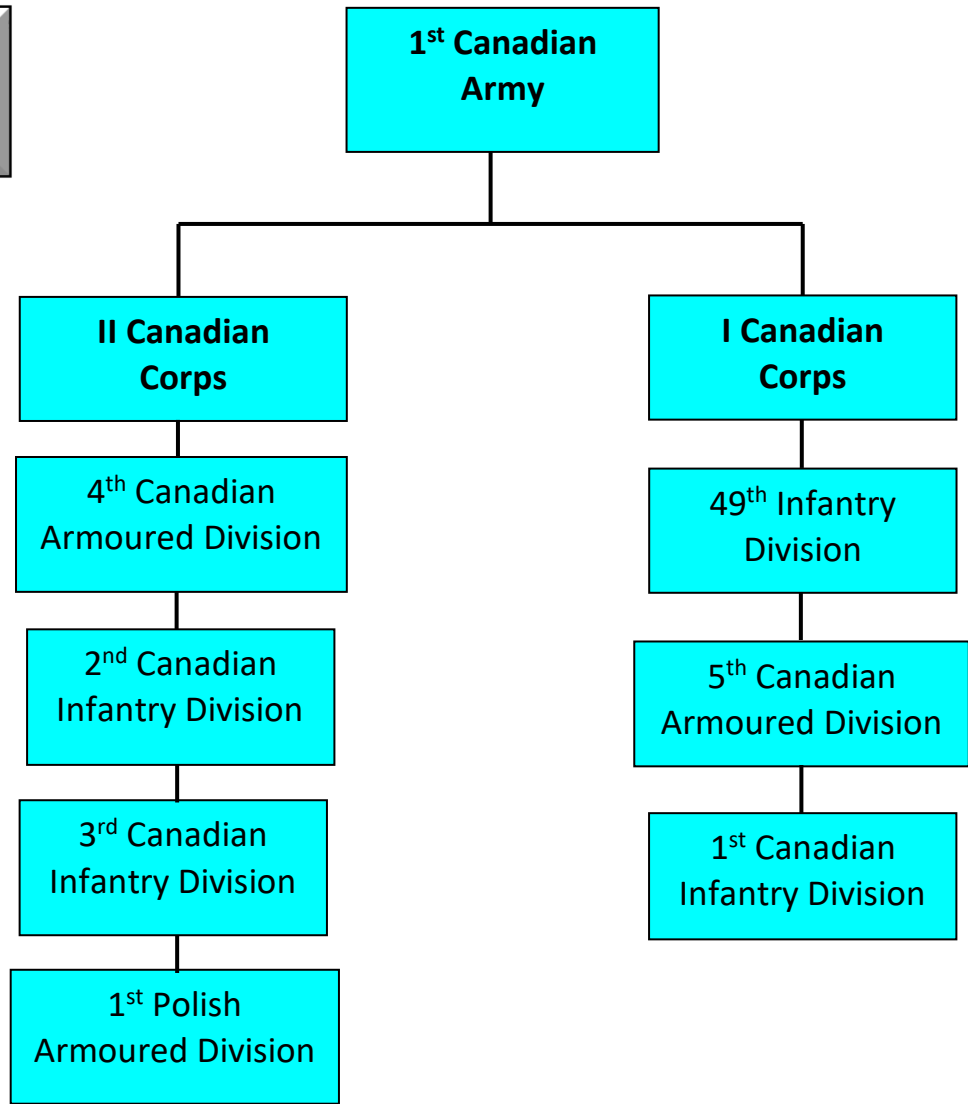 1st Canadian
Army
II Canadian
Corps
4th Canadian
Armoured Division
2nd Canadian
Infantry Division
3rd Canadian
Infantry Division
1st Polish
Armoured Division
I Canadian
Corps
49th Infantry
Division
5th Canadian
Armoured Division
1st Canadian
Infantry Division